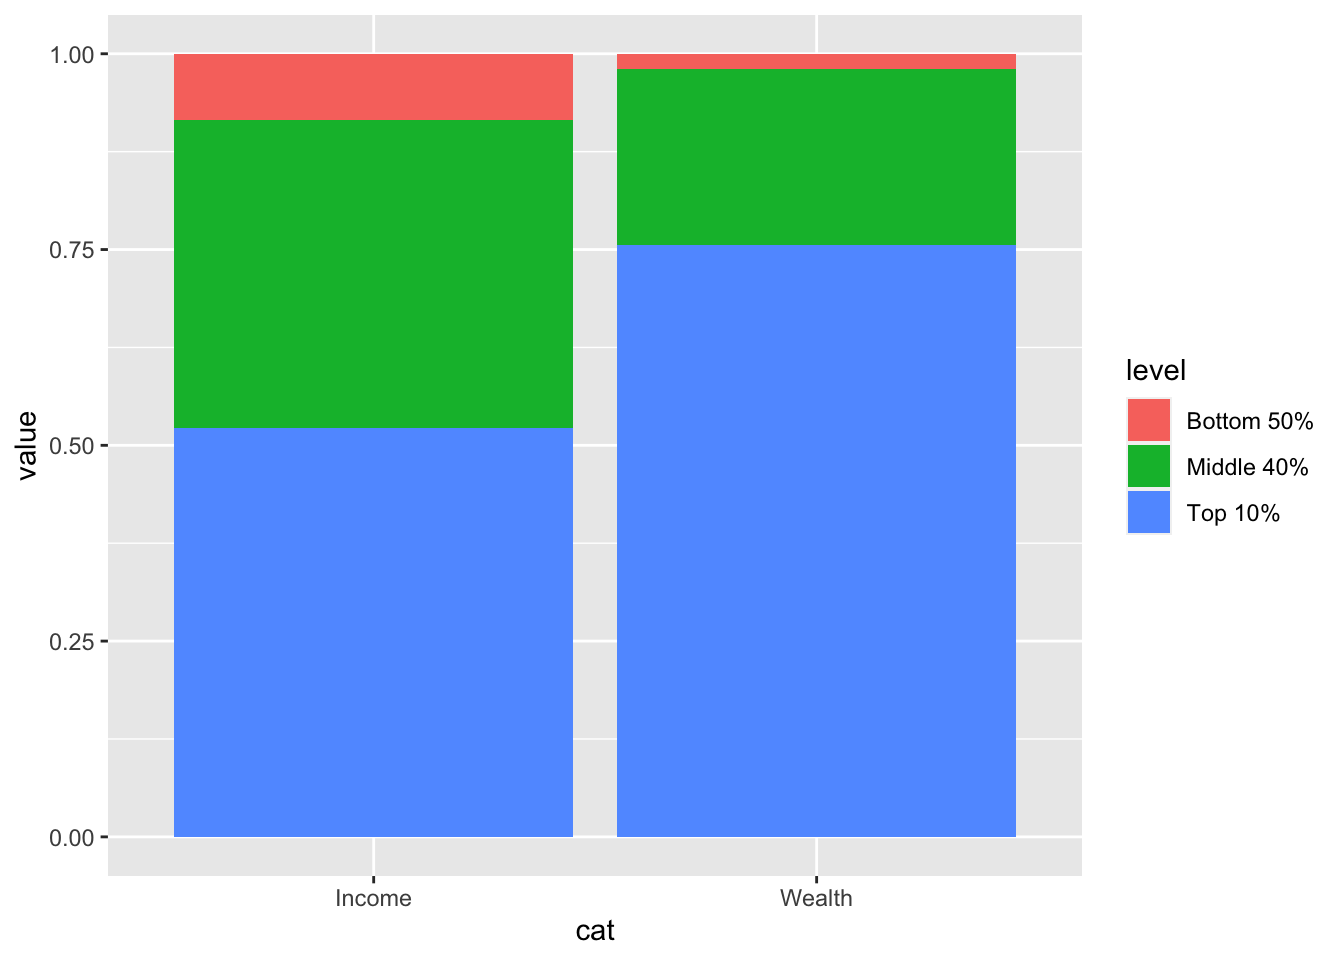 1.00
0.75
0.50
0.25
0.00
value
Income
Wealth
cat
level
Bottom 50%
Middle 40%
Top 10%